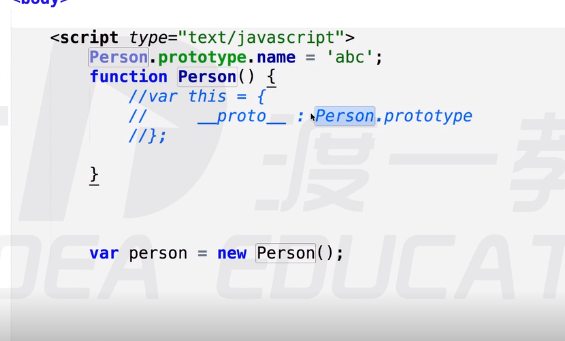 <body>
<script type="text/javascript">
Person.prototype.name = 'abc';
function Person() {
//var this = {
// __proto__ : Person.prototype
//};
}
var person = new Person();
渡一教
IDEA EDUCAT